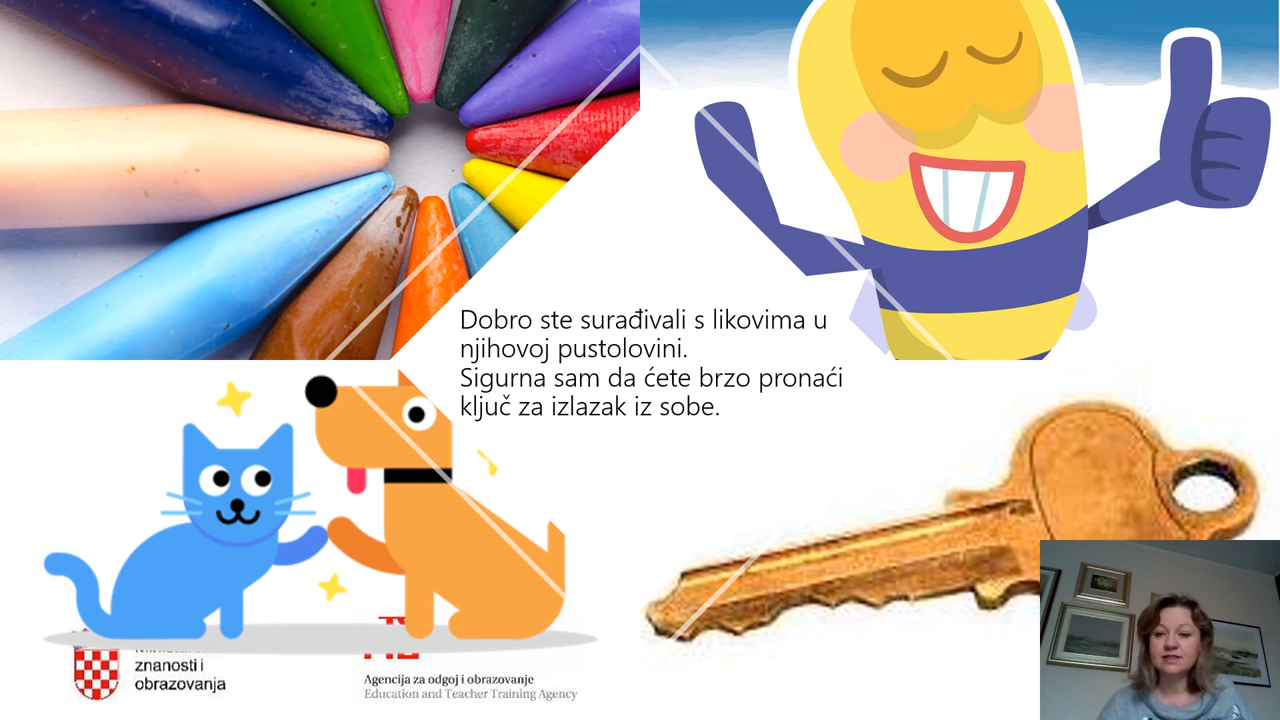 Dobro ste surađivali s likovima u
njihovoj pustolovini.
Sigurna sam da ćete brzo pronaći
ključ za izlazak iz sobe.
znanosti i
obrazovanja
Agencija za odgoj i obrazovanje
Education and Teacher Training Agency